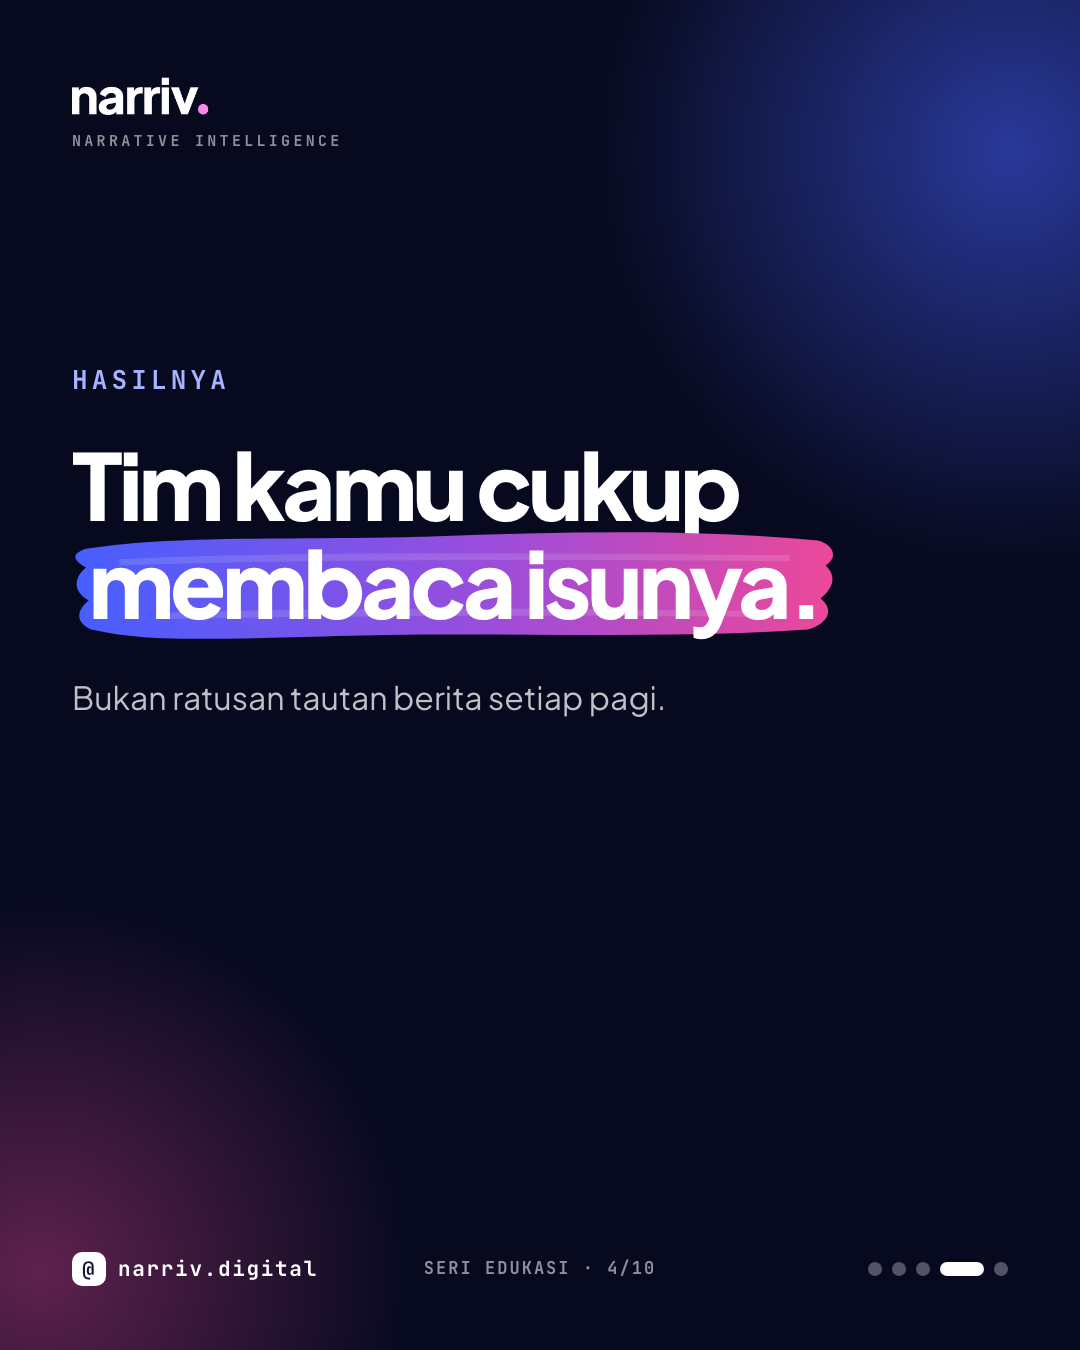 narriv.
NARRATIVE INTELLIGENCE
HASILNYA
Tim kamu cukup
membaca isunya.
Bukan ratusan tautan berita setiap pagi.
@ narriv.digital
SERI EDUKASI · 4/10